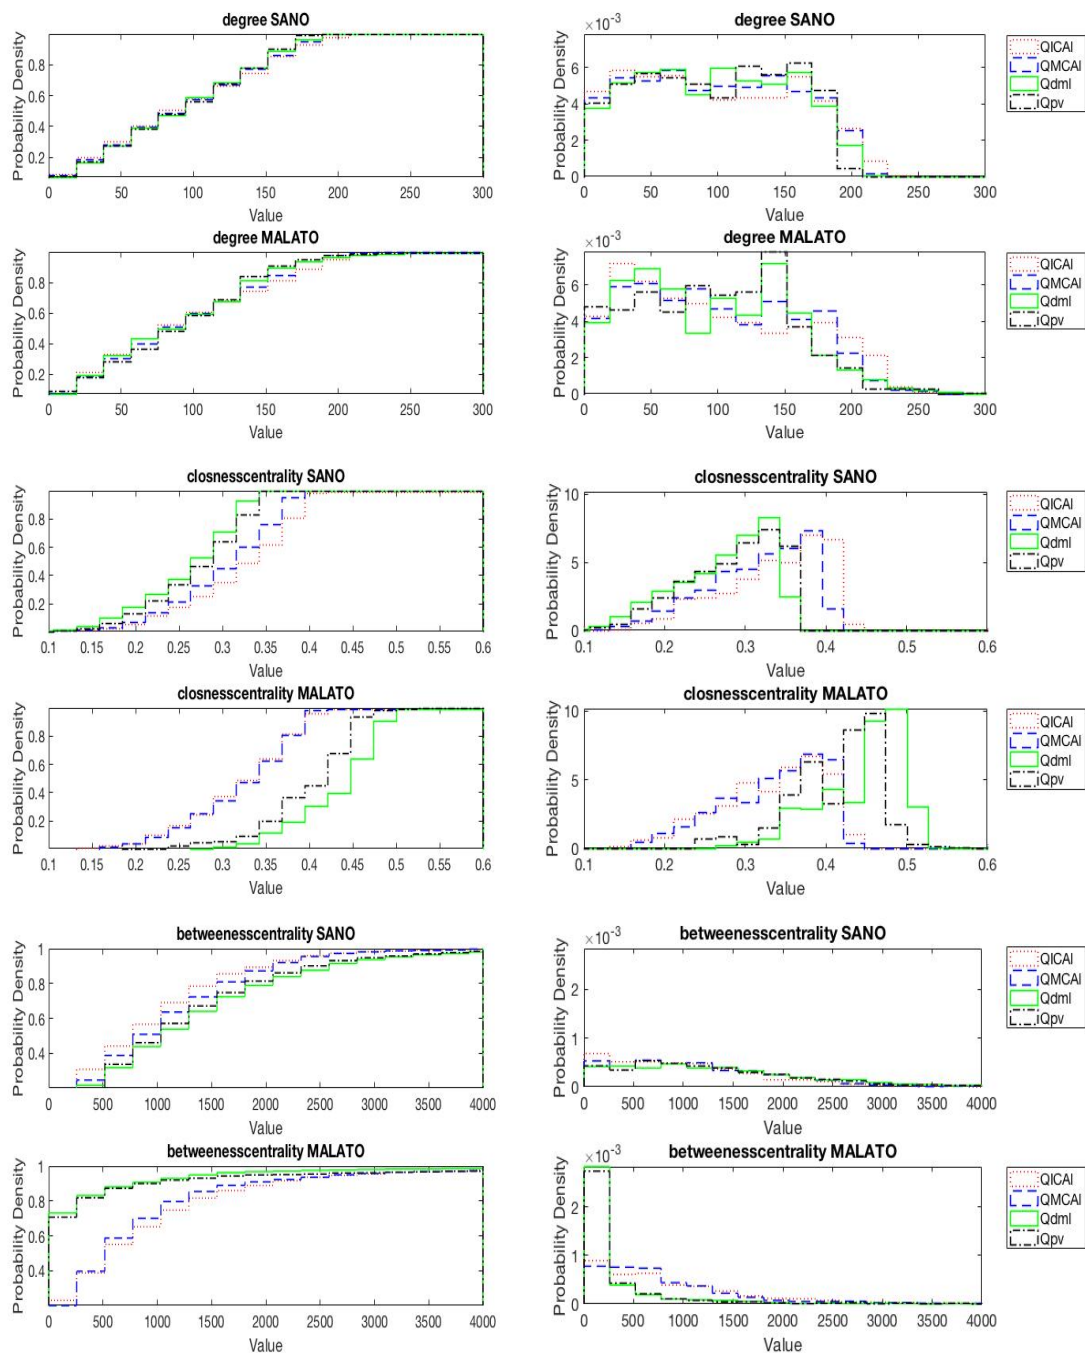 degree SANO
Probability Density
0.2 0.4 0.6 0.8 1
0 50 100 150 200 250 300
Value
degree SANO
×10⁻³
Probability Density
0 2 4 6
0 50 100 150 200 250 300
Value
QICAI
QMCAI
Qdml
Qpv
degree MALATO
Probability Density
0.2 0.4 0.6 0.8
0 50 100 150 200 250 300
Value
degree MALATO
×10⁻³
Probability Density
0 2 4 6
0 50 100 150 200 250 300
Value
QICAI
QMCAI
Qdml
Qpv
closnesscentrality SANO
Probability Density
0.2 0.4 0.6 0.8
0.1 0.15 0.2 0.25 0.3 0.35 0.4 0.45 0.5 0.55 0.6
Value
closnesscentrality SANO
Probability Density
0 5 10
0.1 0.2 0.3 0.4 0.5 0.6
Value
QICAI
QMCAI
Qdml
Qpv
closnesscentrality MALATO
Probability Density
0.2 0.4 0.6 0.8
0.1 0.15 0.2 0.25 0.3 0.35 0.4 0.45 0.5 0.55 0.6
Value
closnesscentrality MALATO
Probability Density
0 5 10
0.1 0.2 0.3 0.4 0.5 0.6
Value
QICAI
QMCAI
Qdml
Qpv
betweenesscentrality SANO
Probability Density
0.4 0.6 0.8 1
0 500 1000 1500 2000 2500 3000 3500 4000
Value
betweenesscentrality SANO
×10⁻³
Probability Density
0 1 2
0 500 1000 1500 2000 2500 3000 3500 4000
Value
QICAI
QMCAI
Qdml
Qpv
betweenesscentrality MALATO
Probability Density
0.4 0.6 0.8 1
0 500 1000 1500 2000 2500 3000 3500 4000
Value
betweenesscentrality MALATO
×10⁻³
Probability Density
0 1 2
0 500 1000 1500 2000 2500 3000 3500 4000
Value
QICAI
QMCAI
Qdml
Qpv